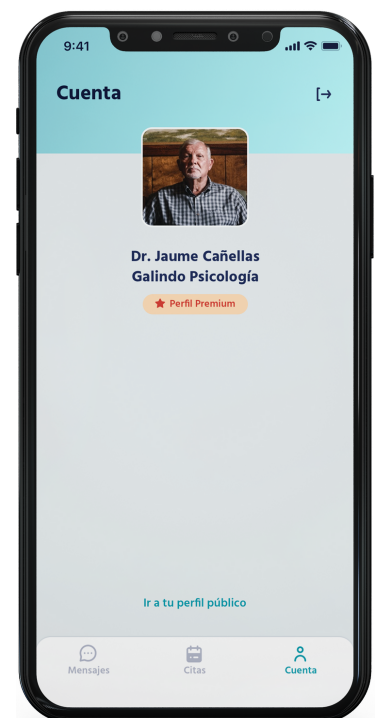 9:41
Cuenta
Dr. Jaume Cañellas
Galindo Psicología
Perfil Premium
Ir a tu perfil público
Mensajes
Citas
Cuenta